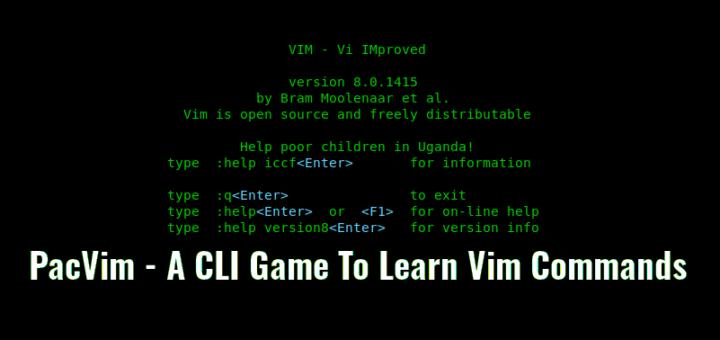 VIM - Vi IMproved
version 8.0.1415
by Bram Moolenaar et al.
Vim is open source and freely distributable
Help poor children in Uganda!
type :help iccf<Enter> for information
type :q<Enter> to exit
type :help<Enter> or <F1> for on-line help
type :help version8<Enter> for version info
PacVim - A CLI Game To Learn Vim Commands